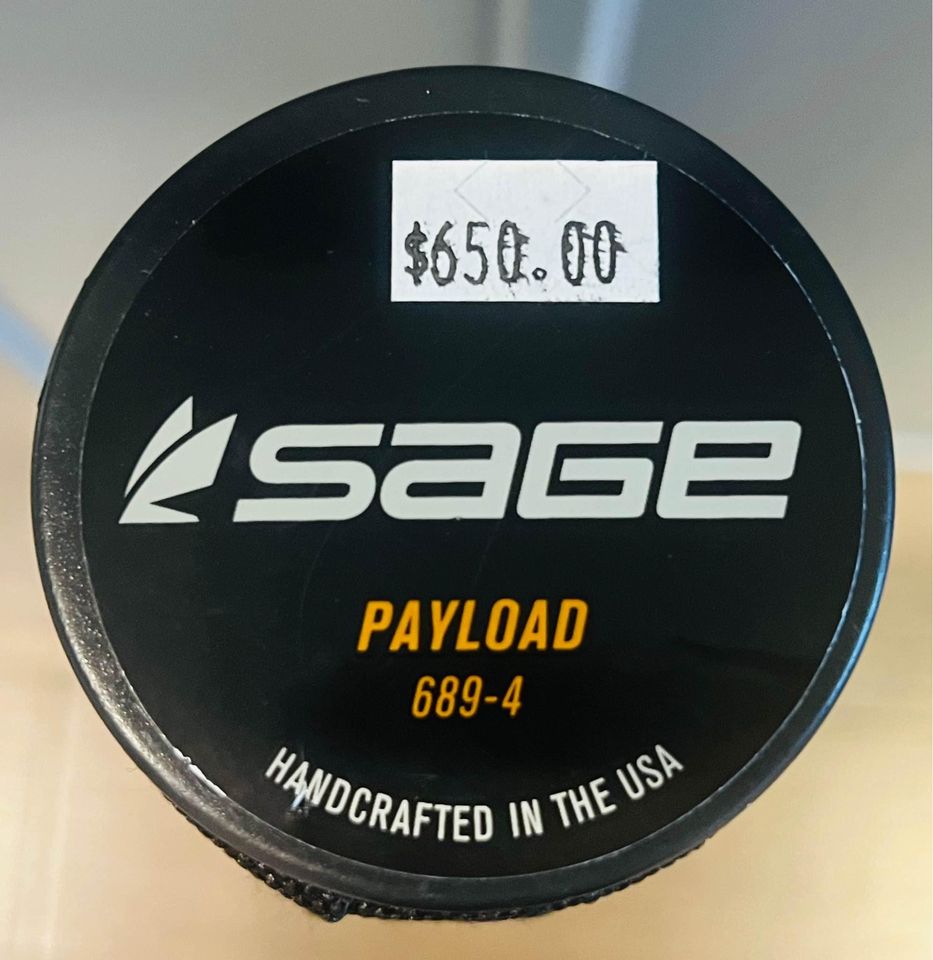 $650.00
SAGE
PAYLOAD
689-4
HANDCRAFTED IN THE USA